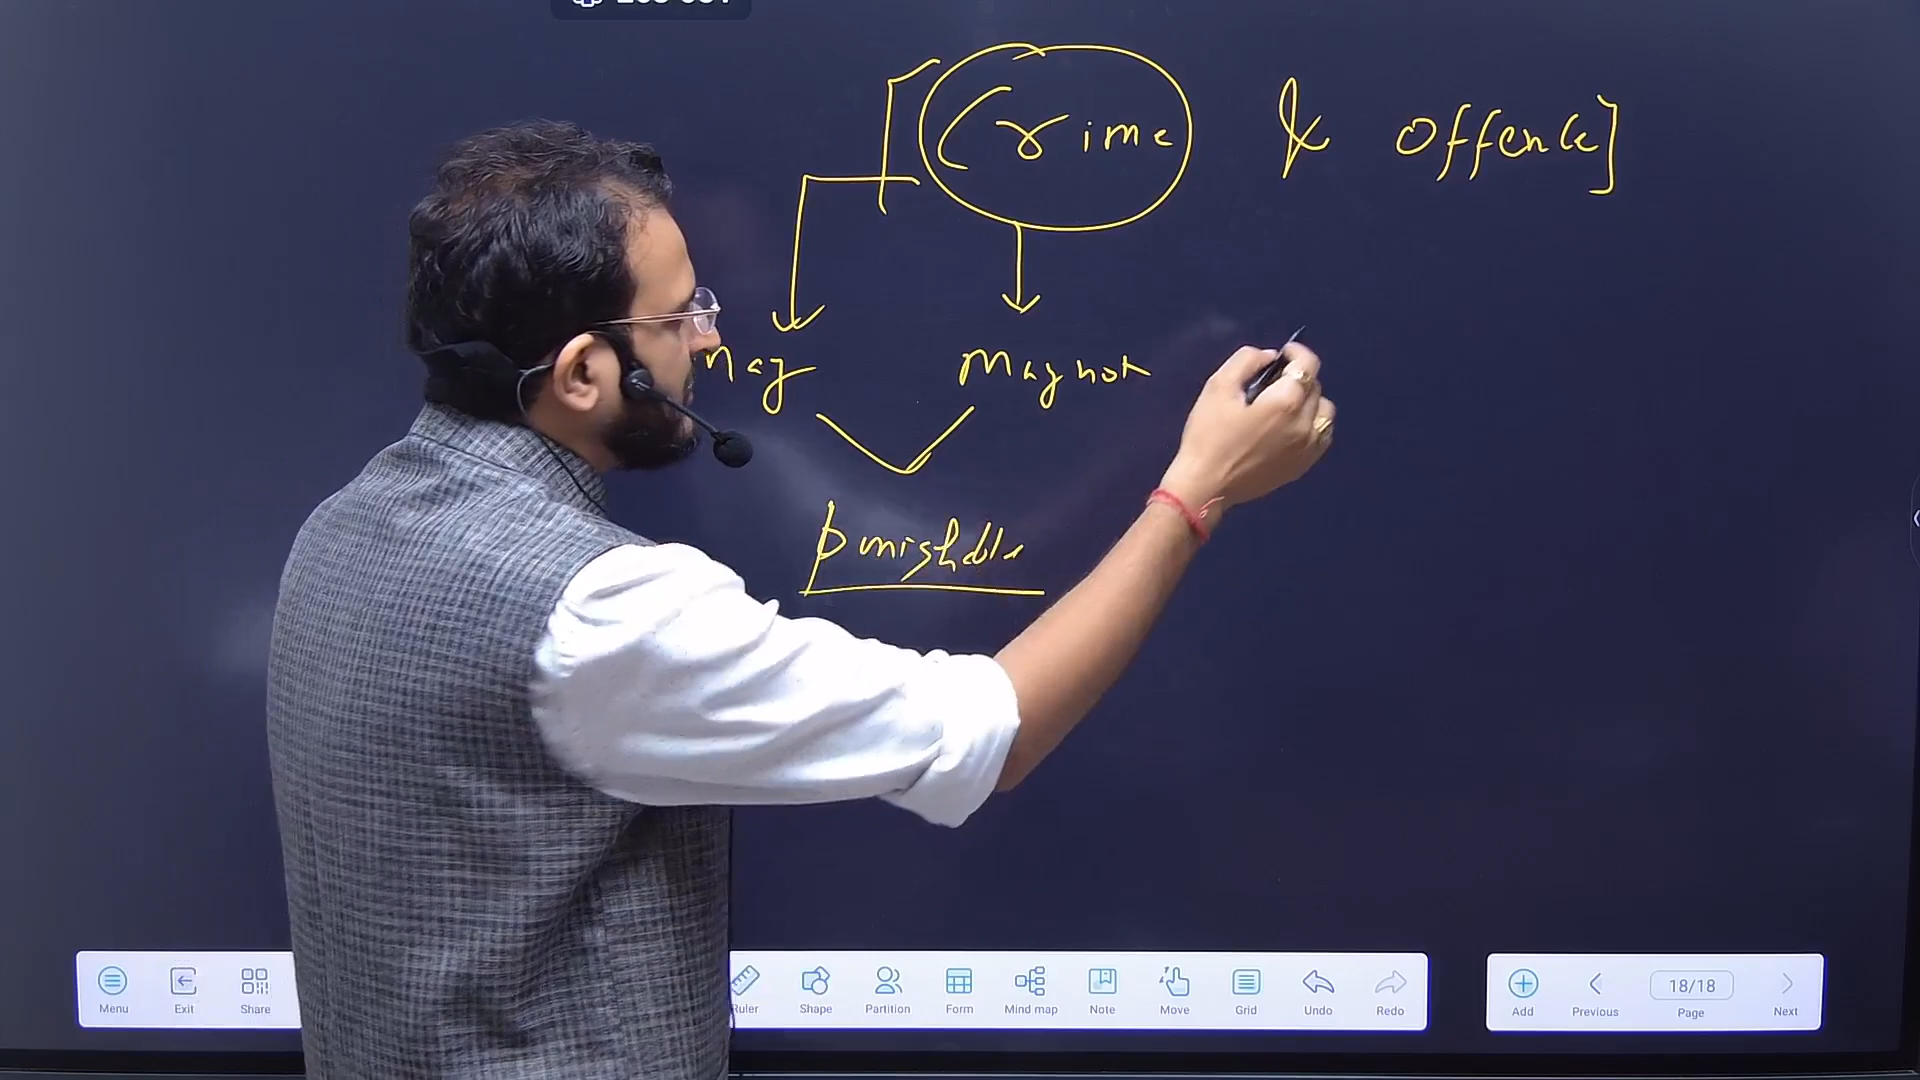 [Crime & offence]
may may not
punishable
Menu Exit Share Ruler Shape Partition Form Mind map Note Move Grid Undo Redo Add Previous 18/18 Page Next